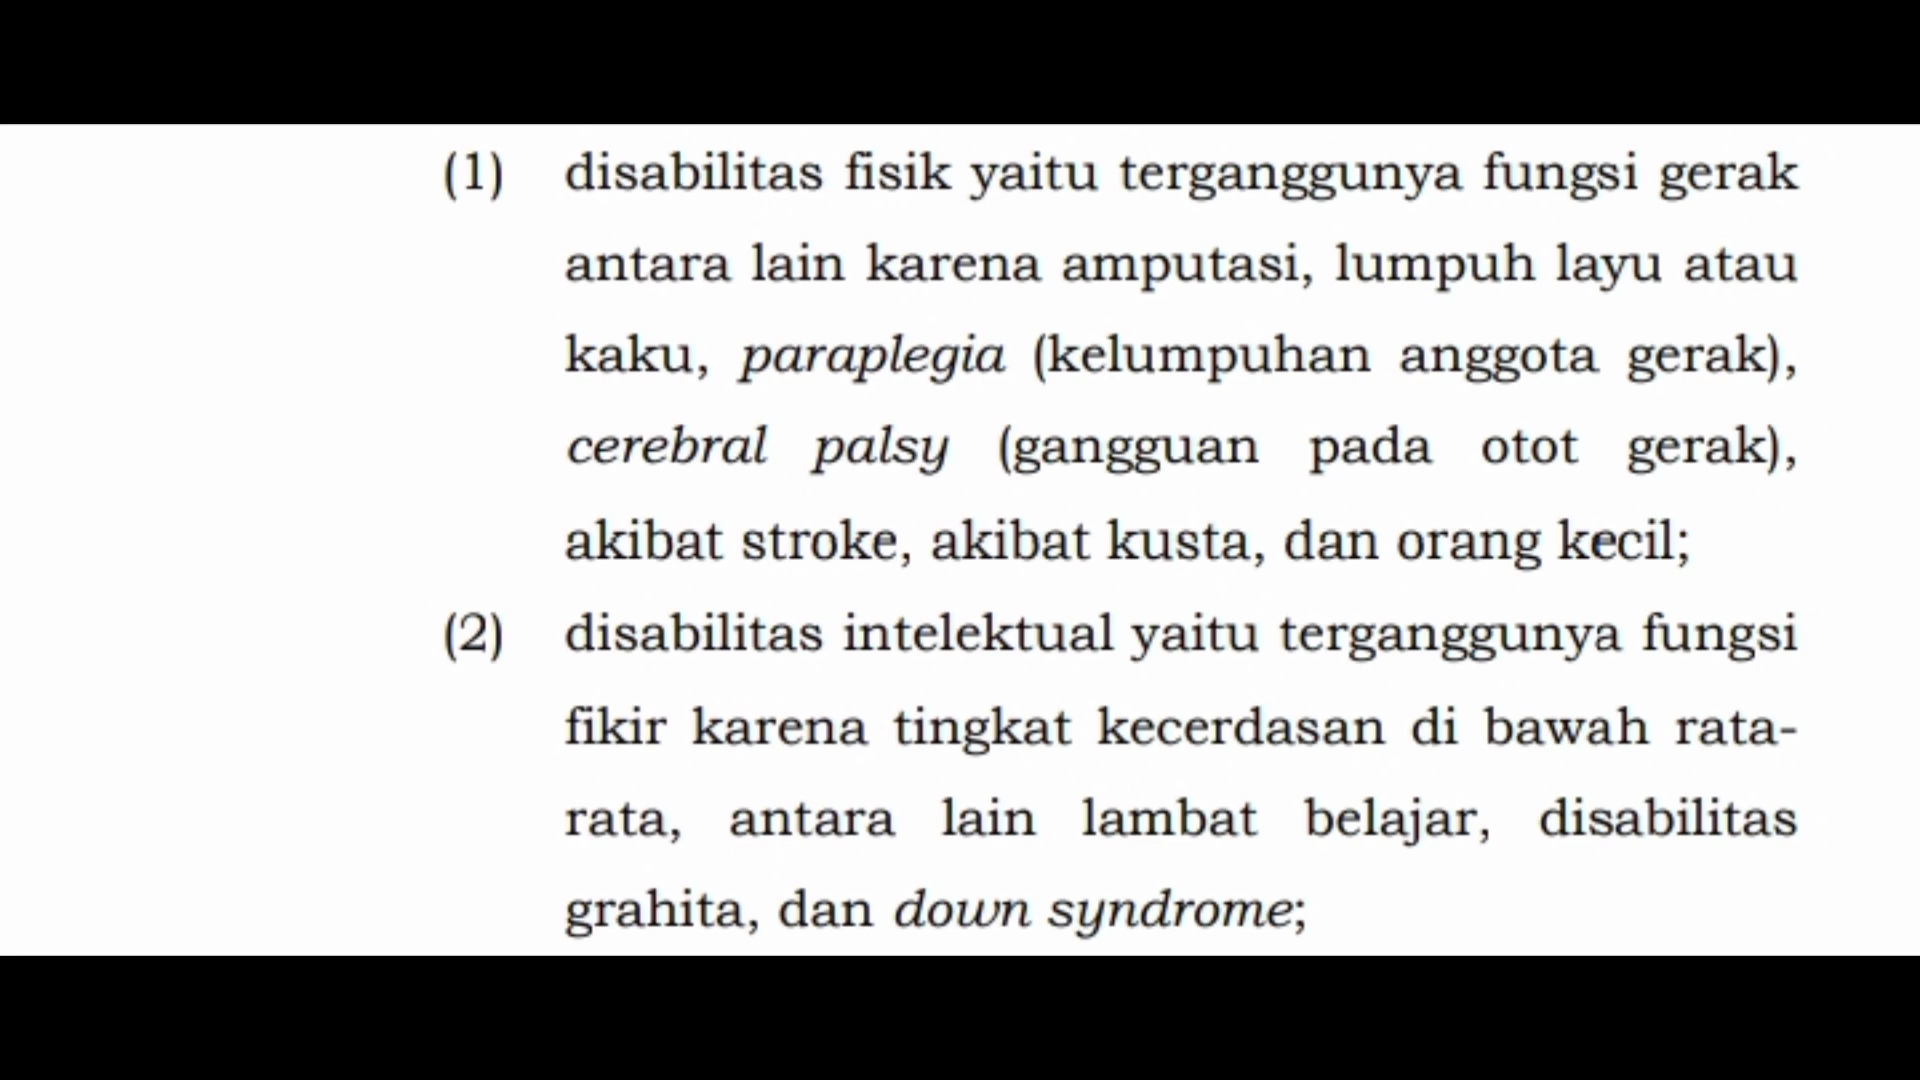 (1) disabilitas fisik yaitu terganggunya fungsi gerak
antara lain karena amputasi, lumpuh layu atau
kaku, paraplegia (kelumpuhan anggota gerak),
cerebral palsy (gangguan pada otot gerak),
akibat stroke, akibat kusta, dan orang kecil;
(2) disabilitas intelektual yaitu terganggunya fungsi
fikir karena tingkat kecerdasan di bawah rata-
rata, antara lain lambat belajar, disabilitas
grahita, dan down syndrome;